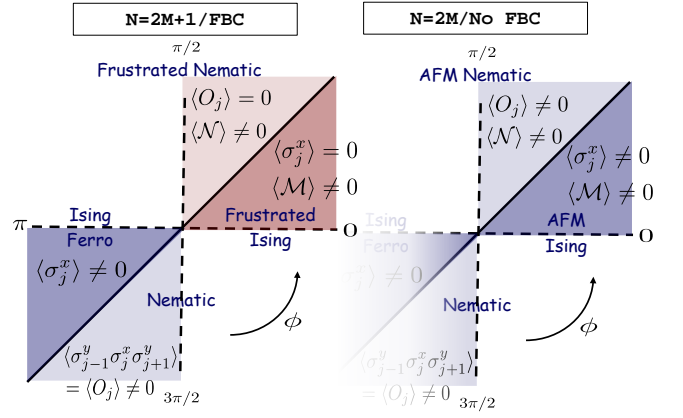 N=2M+1/FBC
π/2
Frustrated Nematic
⟨O_j⟩ = 0
⟨𝒩⟩ ≠ 0
⟨σ_j^x⟩ = 0
⟨ℳ⟩ ≠ 0
Frustrated
Ising
0
π
Ising
Ferro
⟨σ_j^x⟩ ≠ 0
Nematic
ϕ
⟨σ_{j-1}^y σ_j^x σ_{j+1}^y⟩
= ⟨O_j⟩ ≠ 0
3π/2
N=2M/No FBC
π/2
AFM Nematic
⟨O_j⟩ ≠ 0
⟨𝒩⟩ ≠ 0
⟨σ_j^x⟩ ≠ 0
⟨ℳ⟩ ≠ 0
AFM
Ising
0
Ising
Ferro
⟨σ_j^x⟩ ≠ 0
Nematic
ϕ
⟨σ_{j-1}^y σ_j^x σ_{j+1}^y⟩
= ⟨O_j⟩ ≠ 0
3π/2